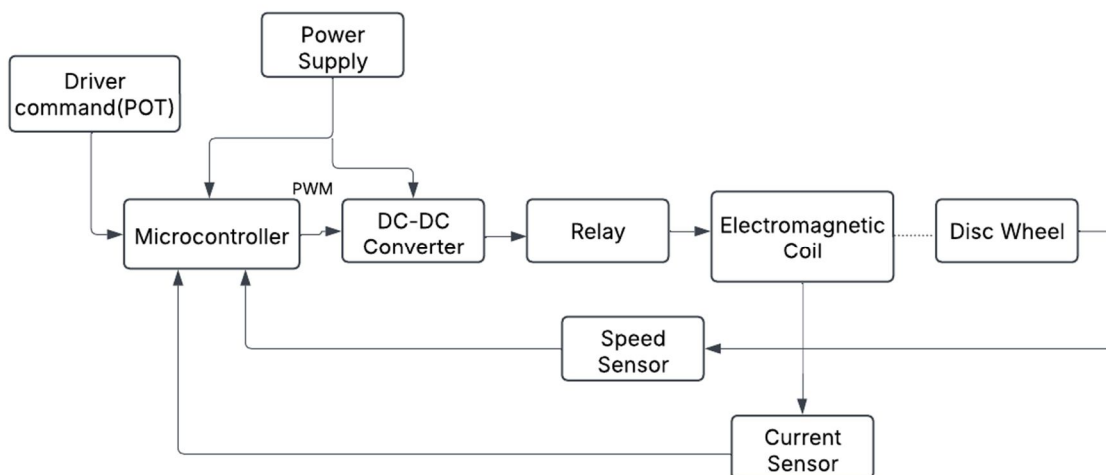 Power
Supply
Driver
command(POT)
PWM
Microcontroller
DC-DC
Converter
Relay
Electromagnetic
Coil
Disc Wheel
Speed
Sensor
Current
Sensor